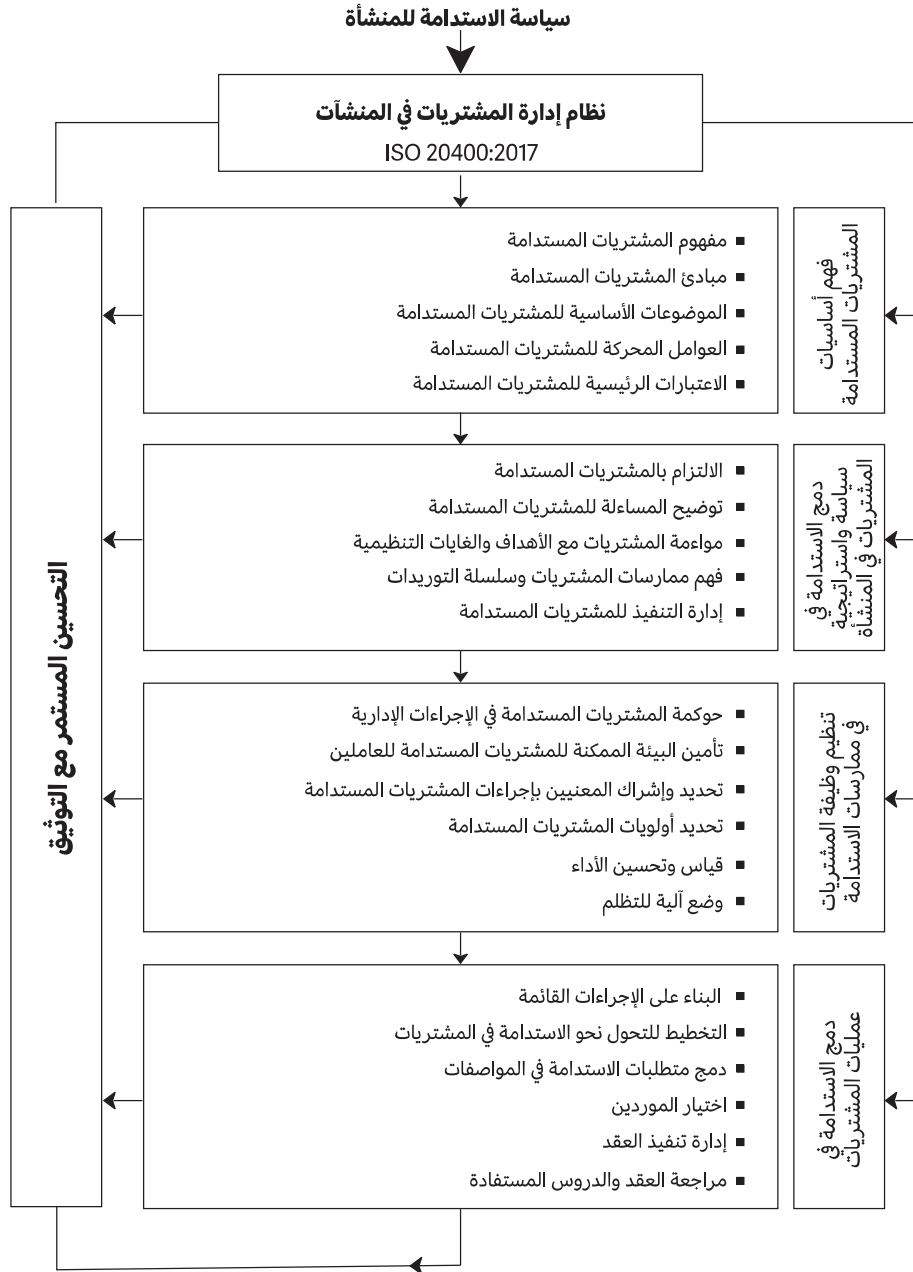 سياسة الاستدامة للمنشأة
نظام إدارة المشتريات في المنشآت
ISO 20400:2017
فهم أساسيات
المشتريات المستدامة
■ مفهوم المشتريات المستدامة
■ مبادئ المشتريات المستدامة
■ الموضوعات الأساسية للمشتريات المستدامة
■ العوامل المحركة للمشتريات المستدامة
■ الاعتبارات الرئيسية للمشتريات المستدامة
دمج الاستدامة في
سياسة واستراتيجية
المشتريات في المنشأة
■ الالتزام بالمشتريات المستدامة
■ توضيح المساءلة للمشتريات المستدامة
■ مواءمة المشتريات مع الأهداف والغايات التنظيمية
■ فهم ممارسات المشتريات وسلسلة التوريدات
■ إدارة التنفيذ للمشتريات المستدامة
تنظيم وظيفة المشتريات
في ممارسات الاستدامة
■ حوكمة المشتريات المستدامة في الإجراءات الإدارية
■ تأمين البيئة الممكنة للمشتريات المستدامة للعاملين
■ تحديد وإشراك المعنيين بإجراءات المشتريات المستدامة
■ تحديد أولويات المشتريات المستدامة
■ قياس وتحسين الأداء
■ وضع آلية للتظلم
دمج الاستدامة في
عمليات المشتريات
■ البناء على الإجراءات القائمة
■ التخطيط للتحول نحو الاستدامة في المشتريات
■ دمج متطلبات الاستدامة في المواصفات
■ اختيار الموردين
■ إدارة تنفيذ العقد
■ مراجعة العقد والدروس المستفادة
التحسين المستمر مع التوثيق